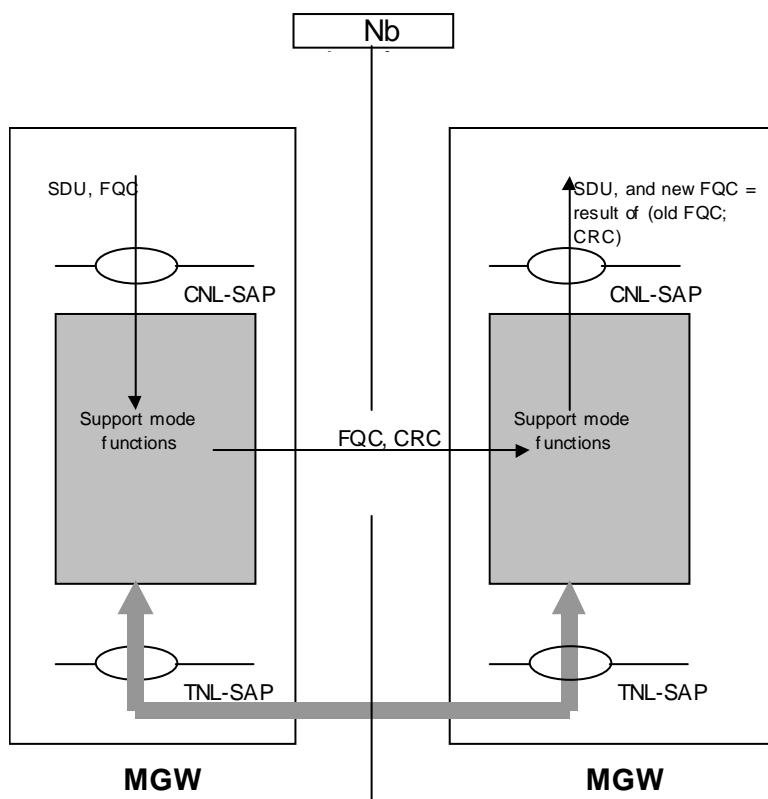 Nb
SDU, FQC
SDU, and new FQC =
result of (old FQC;
CRC)
CNL-SAP
CNL-SAP
Support mode
functions
FQC, CRC
Support mode
functions
TNL-SAP
TNL-SAP
MGW
MGW